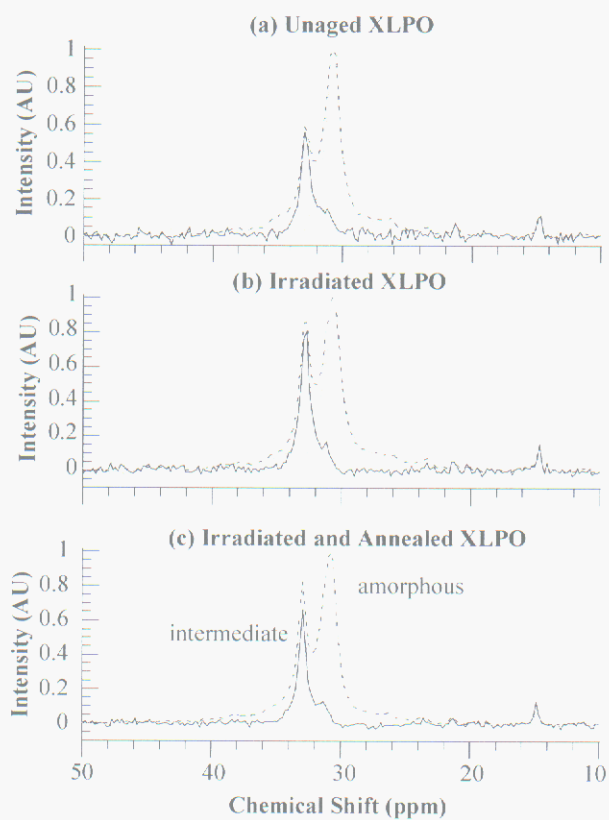 (a) Unaged XLPO
Intensity (AU)
1
0.8
0.6
0.4
0.2
0
(b) Irradiated XLPO
Intensity (AU)
1
0.8
0.6
0.4
0.2
0
(c) Irradiated and Annealed XLPO
Intensity (AU)
1
0.8
0.6
0.4
0.2
0
amorphous
intermediate
50 40 30 20 10
Chemical Shift (ppm)